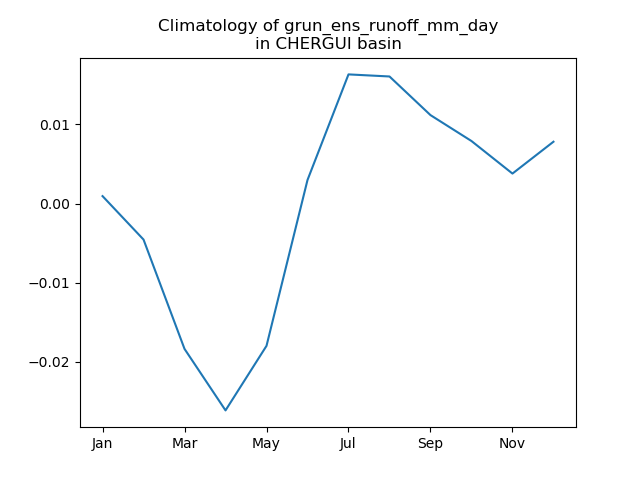 Climatology of grun_ens_runoff_mm_day
in CHERGUI basin
0.01
0.00
−0.01
−0.02
Jan Mar May Jul Sep Nov